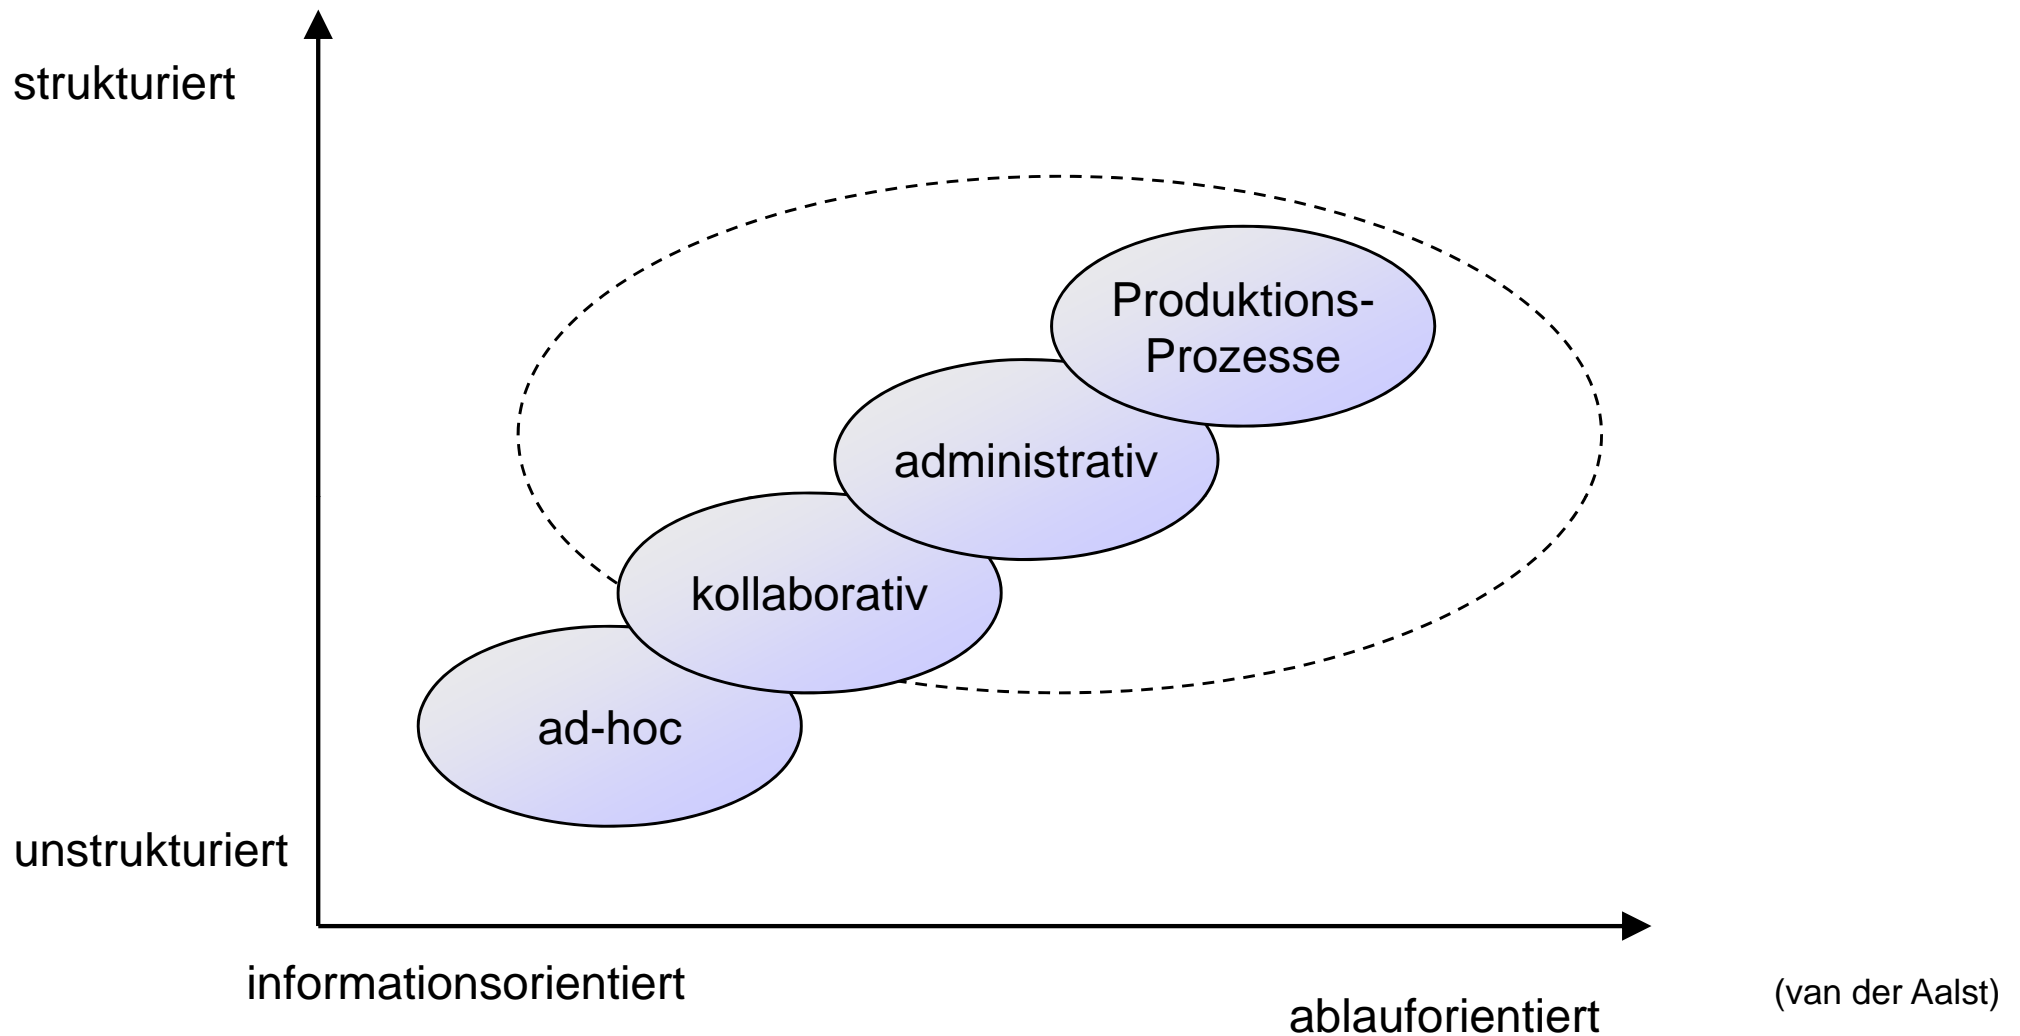 strukturiert
Produktions-
Prozesse
administrativ
kollaborativ
ad-hoc
unstrukturiert
informationsorientiert
(van der Aalst)
ablauforientiert